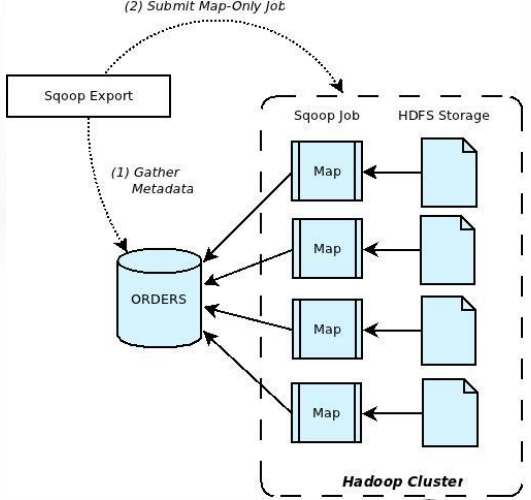 (2) Submit Map-Only Job
Sqoop Export
Sqoop Job
HDFS Storage
(1) Gather
Metadata
Map
Map
ORDERS
Map
Map
Hadoop Cluster